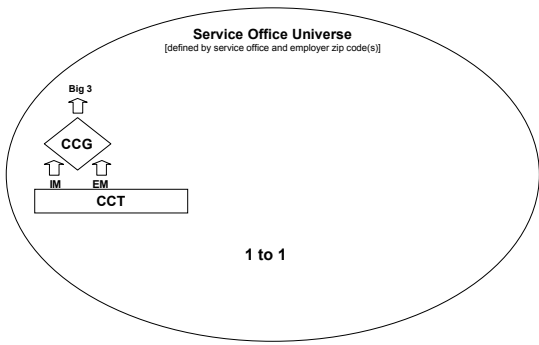 Service Office Universe
[defined by service office and employer zip code(s)]
Big 3
CCG
IM EM
CCT
1 to 1